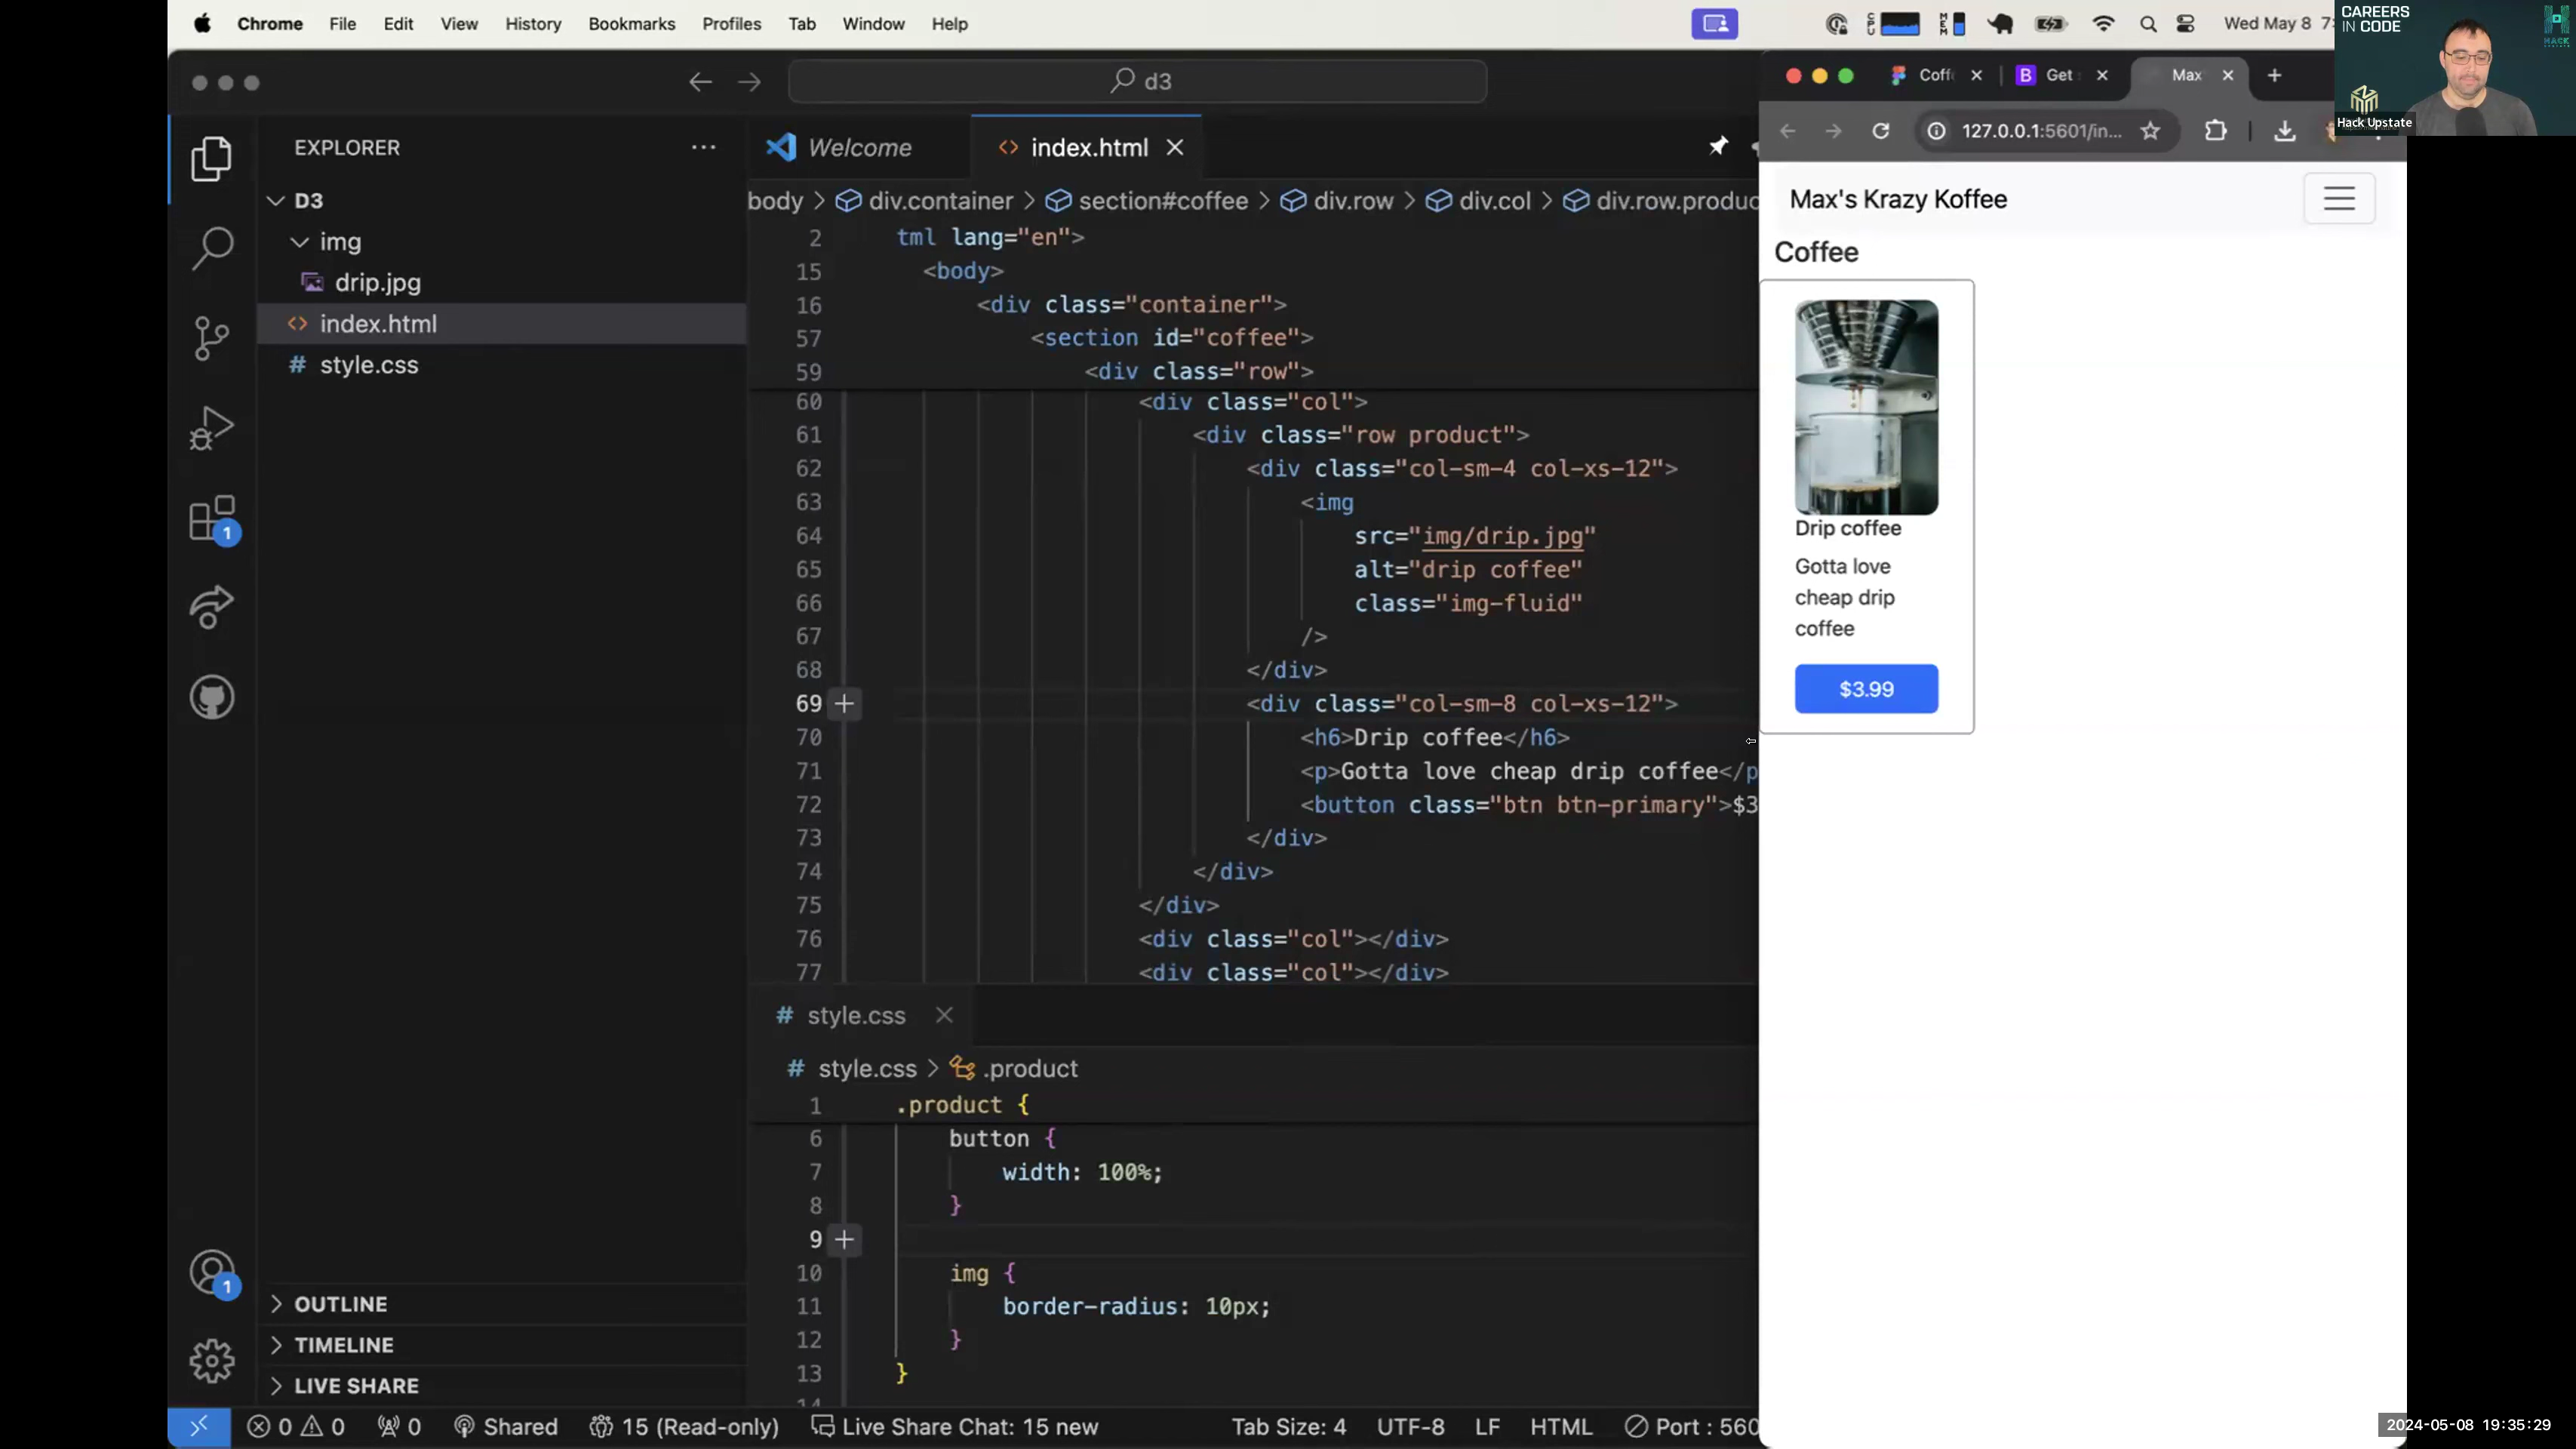 Chrome File Edit View History Bookmarks Profiles Tab Window Help
CPU MEM Wed May 8 7:
CAREERS
IN CODE
HACK
Hack Upstate
d3
Coff Get Max
127.0.0.1:5601/in...
EXPLORER
D3
img
drip.jpg
index.html
style.css
OUTLINE
TIMELINE
LIVE SHARE
1
1
Welcome index.html
body > div.container > section#coffee > div.row > div.col > div.row.produc
2 tml lang="en">
15 <body>
16 <div class="container">
57 <section id="coffee">
59 <div class="row">
60 <div class="col">
61 <div class="row product">
62 <div class="col-sm-4 col-xs-12">
63 <img
64 src="img/drip.jpg"
65 alt="drip coffee"
66 class="img-fluid"
67 />
68 </div>
69 <div class="col-sm-8 col-xs-12">
70 <h6>Drip coffee</h6>
71 <p>Gotta love cheap drip coffee</p
72 <button class="btn btn-primary">$3
73 </div>
74 </div>
75 </div>
76 <div class="col"></div>
77 <div class="col"></div>
# style.css
# style.css > .product
1 .product {
6 button {
7 width: 100%;
8 }
9
10 img {
11 border-radius: 10px;
12 }
13 }
0 0 0 Shared 15 (Read-only) Live Share Chat: 15 new Tab Size: 4 UTF-8 LF HTML Port : 560
Max's Krazy Koffee
Coffee
Drip coffee
Gotta love
cheap drip
coffee
$3.99
2024-05-08 19:35:29